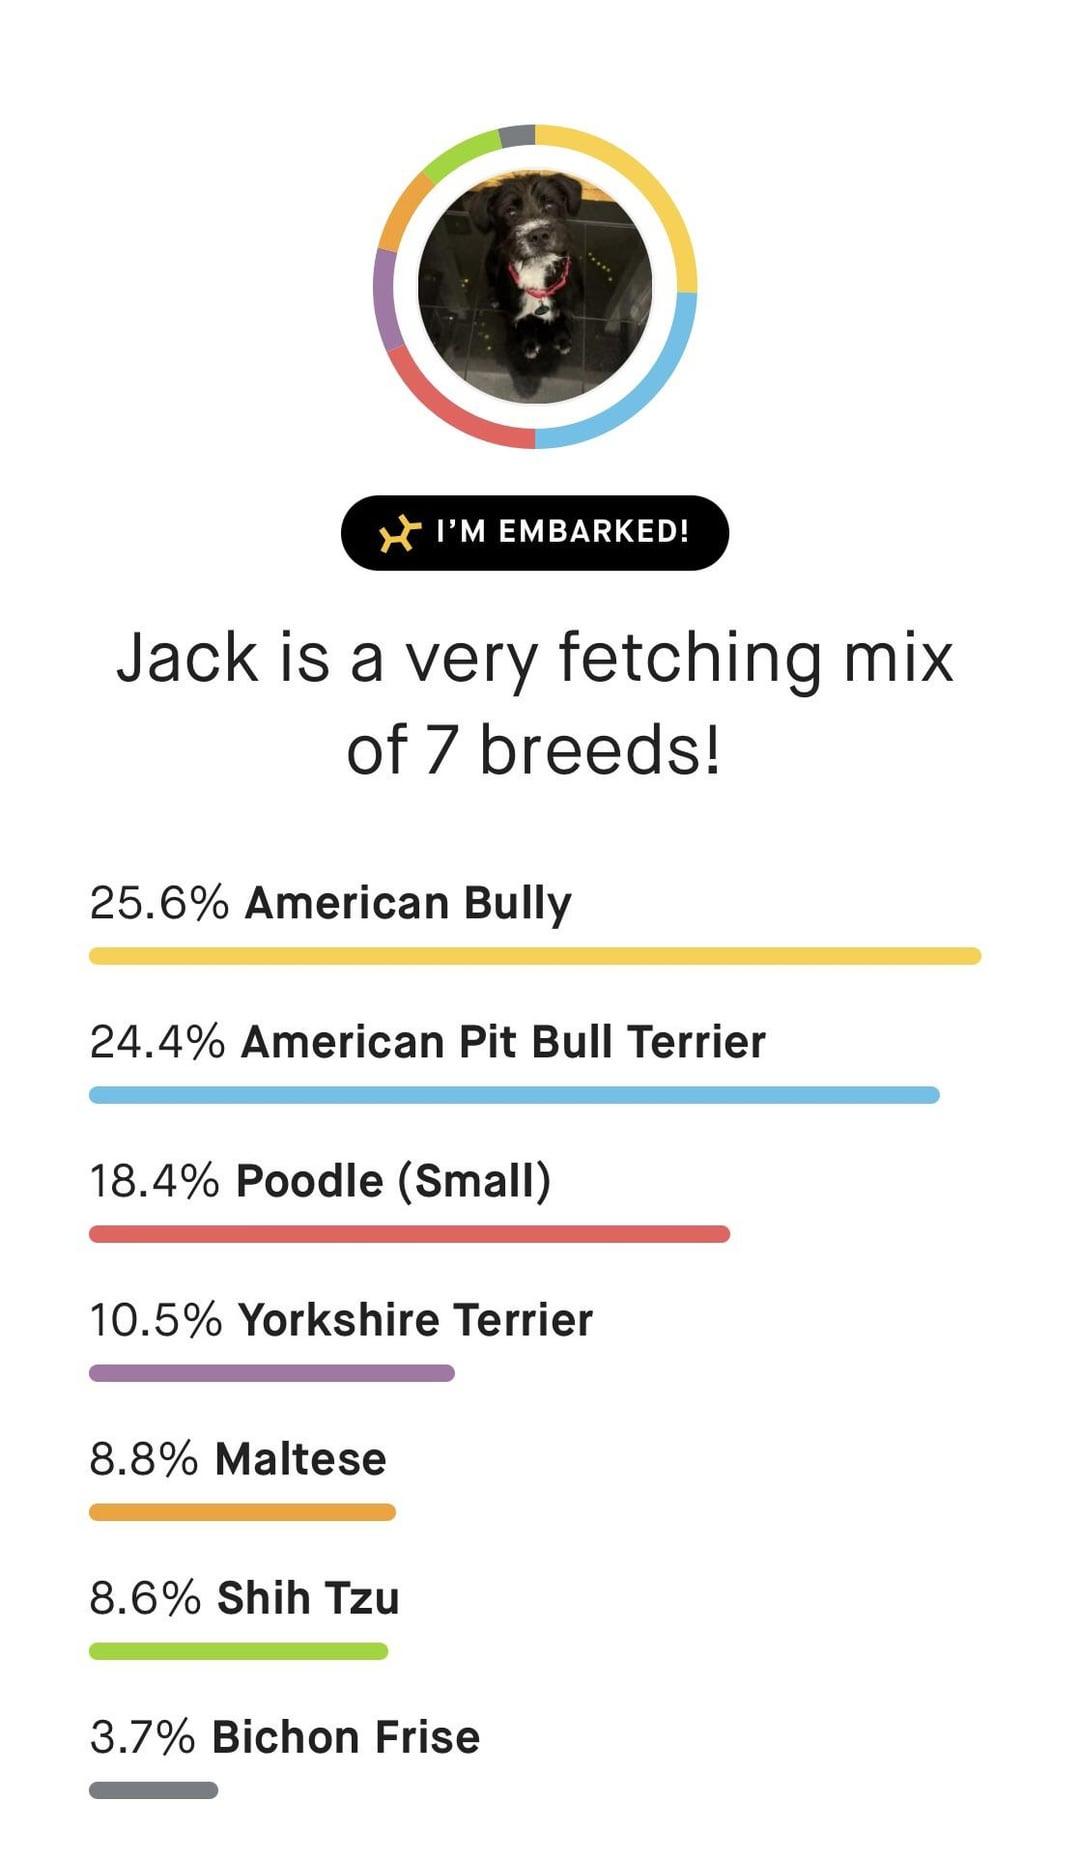 I'M EMBARKED!
Jack is a very fetching mix
of 7 breeds!
25.6% American Bully
24.4% American Pit Bull Terrier
18.4% Poodle (Small)
10.5% Yorkshire Terrier
8.8% Maltese
8.6% Shih Tzu
3.7% Bichon Frise